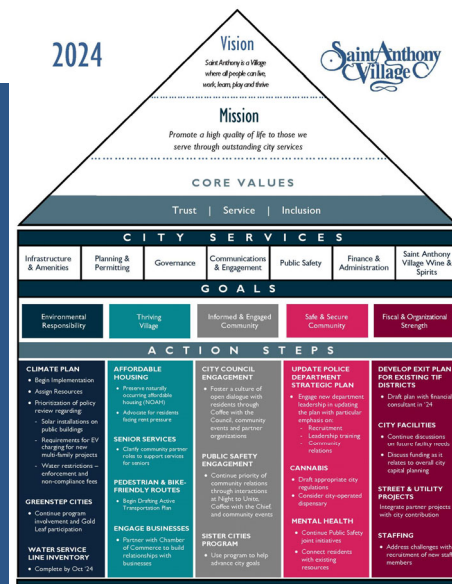 2024
Saint Anthony
Village
Vision
Saint Anthony is a Village
where all people can live,
work, learn, play and thrive
Mission
Promote a high quality of life to those we
serve through outstanding city services
CORE VALUES
Trust | Service | Inclusion
CITY SERVICES
Infrastructure
& Amenities
Planning &
Permitting
Governance
Communications
& Engagement
Public Safety
Finance &
Administration
Saint Anthony
Village Wine &
Spirits
GOALS
Environmental
Responsibility
Thriving
Village
Informed & Engaged
Community
Safe & Secure
Community
Fiscal & Organizational
Strength
ACTION STEPS
CLIMATE PLAN
• Begin Implementation
• Assign Resources
• Prioritization of policy
review regarding:
- Solar installations on
public buildings
- Requirements for EV
charging for new
multi-family projects
- Water restrictions –
enforcement and
non-compliance fees
GREENSTEP CITIES
• Continue program
involvement and Gold
Leaf participation
WATER SERVICE
LINE INVENTORY
• Complete by Oct '24
AFFORDABLE
HOUSING
• Preserve naturally
occurring affordable
housing (NOAH)
• Advocate for residents
facing rent pressure
SENIOR SERVICES
• Clarify community partner
roles to support services
for seniors
PEDESTRIAN & BIKE-
FRIENDLY ROUTES
• Begin Drafting Active
Transportation Plan
ENGAGE BUSINESSES
• Partner with Chamber
of Commerce to build
relationships with
businesses
CITY COUNCIL
ENGAGEMENT
• Foster a culture of
open dialogue with
residents through
Coffee with the
Council, community
events and partner
organizations
PUBLIC SAFETY
ENGAGEMENT
• Continue priority of
community relations
through interactions
at Night to Unite,
Coffee with the Chief,
and community events
SISTER CITIES
PROGRAM
• Use program to help
advance city goals
UPDATE POLICE
DEPARTMENT
STRATEGIC PLAN
• Engage new department
leadership in updating
the plan with particular
emphasis on:
- Recruitment
- Leadership training
- Community
relations
CANNABIS
• Draft appropriate city
regulations
• Consider city-operated
dispensary
MENTAL HEALTH
• Continue Public Safety
joint initiatives
• Connect residents
with existing
resources
DEVELOP EXIT PLAN
FOR EXISTING TIF
DISTRICTS
• Draft plan with financial
consultant in '24
CITY FACILITIES
• Continue discussions
on future facility needs
• Discuss funding as it
relates to overall city
capital planning
STREET & UTILITY
PROJECTS
Integrate partner projects
with city contribution
STAFFING
• Address challenges with
recruitment of new staff
members